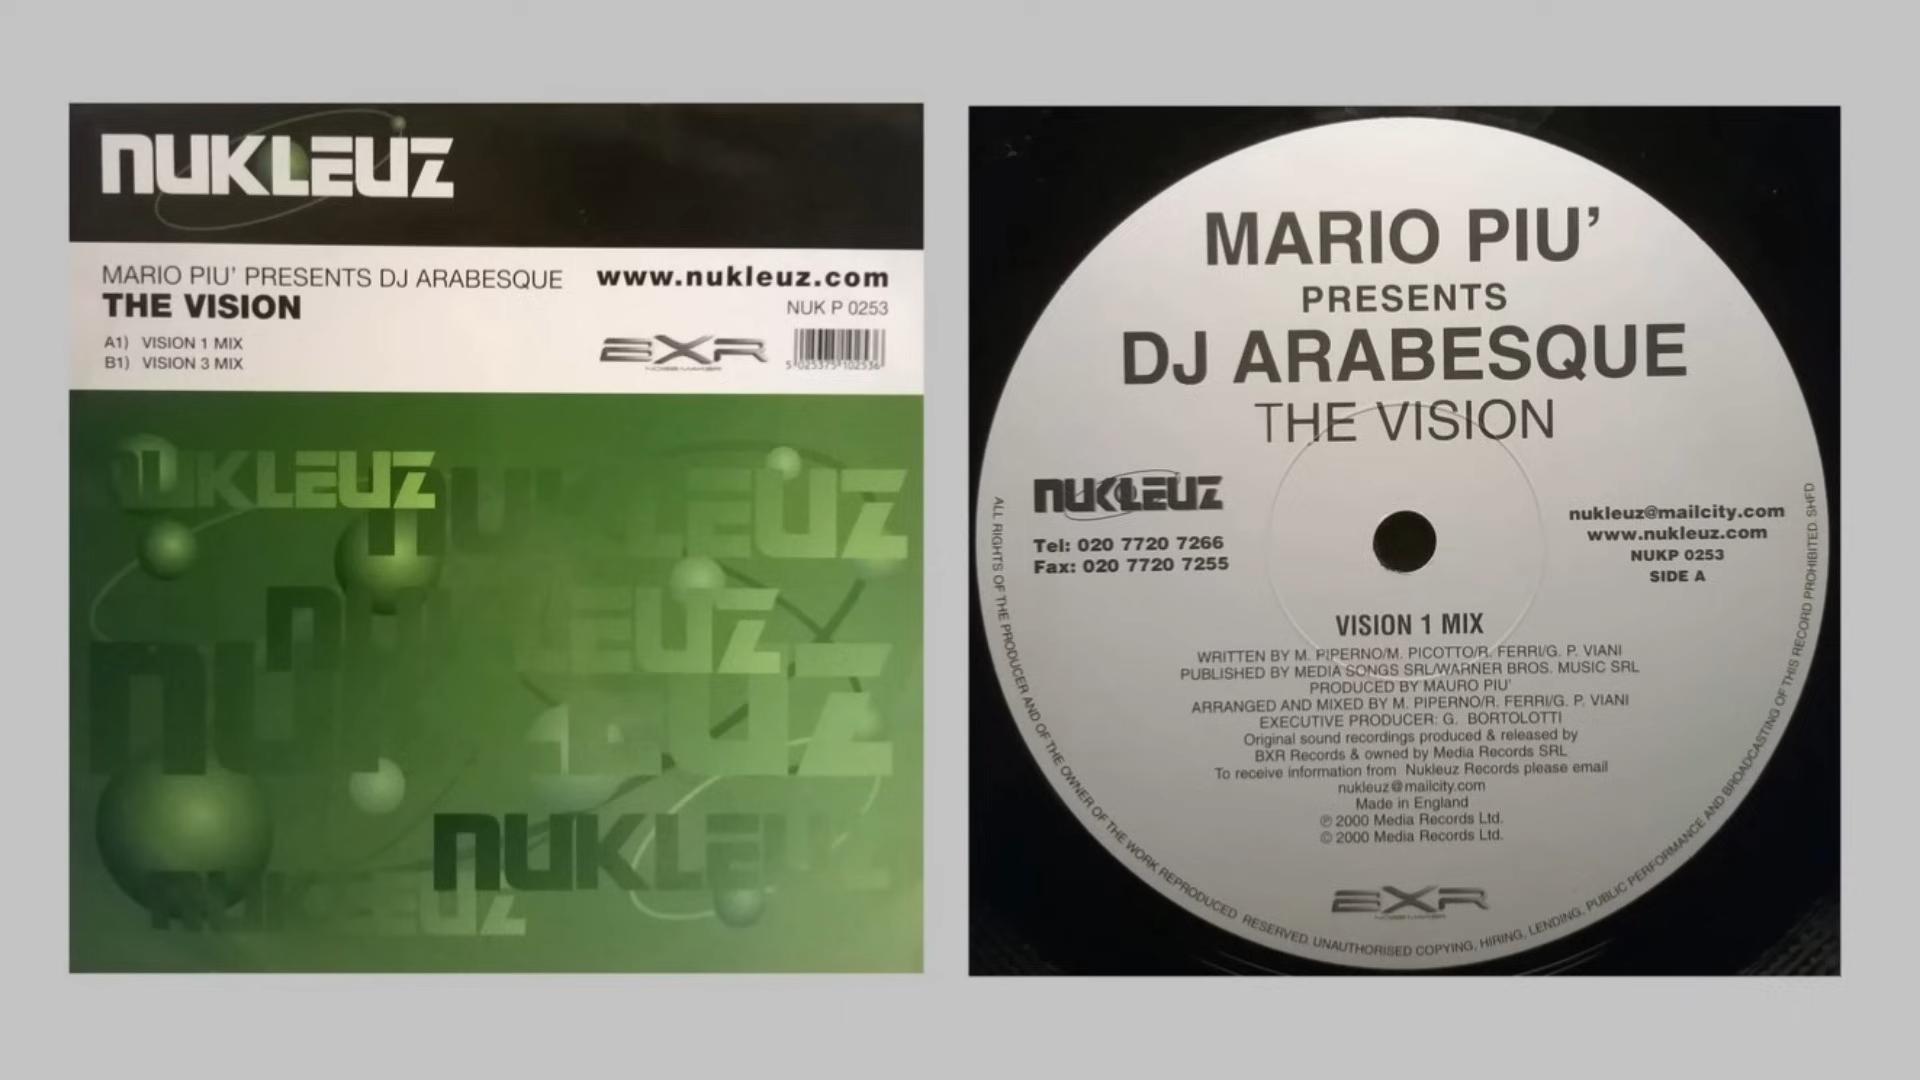 NUKLEUZ
MARIO PIU' PRESENTS DJ ARABESQUE
THE VISION
A1) VISION 1 MIX
B1) VISION 3 MIX
www.nukleuz.com
NUK P 0253
BXR
NOISE MAKER
5 025375 102536
NUKLEUZ
NUKLEUZ
NUKLEUZ
NUKLEUZ
NUKLEUZ
NUKLEUZ
MARIO PIU'
PRESENTS
DJ ARABESQUE
THE VISION
NUKLEUZ
Tel: 020 7720 7266
Fax: 020 7720 7255
nukleuz@mailcity.com
www.nukleuz.com
NUKP 0253
SIDE A
VISION 1 MIX
WRITTEN BY M. PIPERNO/M. PICOTTO/R. FERRI/G. P. VIANI
PUBLISHED BY MEDIA SONGS SRL/WARNER BROS. MUSIC SRL
PRODUCED BY MAURO PIU'
ARRANGED AND MIXED BY M. PIPERNO/R. FERRI/G. P. VIANI
EXECUTIVE PRODUCER: G. BORTOLOTTI
Original sound recordings produced & released by
BXR Records & owned by Media Records SRL
To receive information from Nukleuz Records please email
nukleuz@mailcity.com
Made in England
℗ 2000 Media Records Ltd.
© 2000 Media Records Ltd.
BXR
NOISE MAKER
ALL RIGHTS OF THE PRODUCER AND OF THE OWNER OF THE WORK REPRODUCED RESERVED. UNAUTHORISED COPYING, HIRING, LENDING, PUBLIC PERFORMANCE AND BROADCASTING OF THIS RECORD PROHIBITED. SHFD